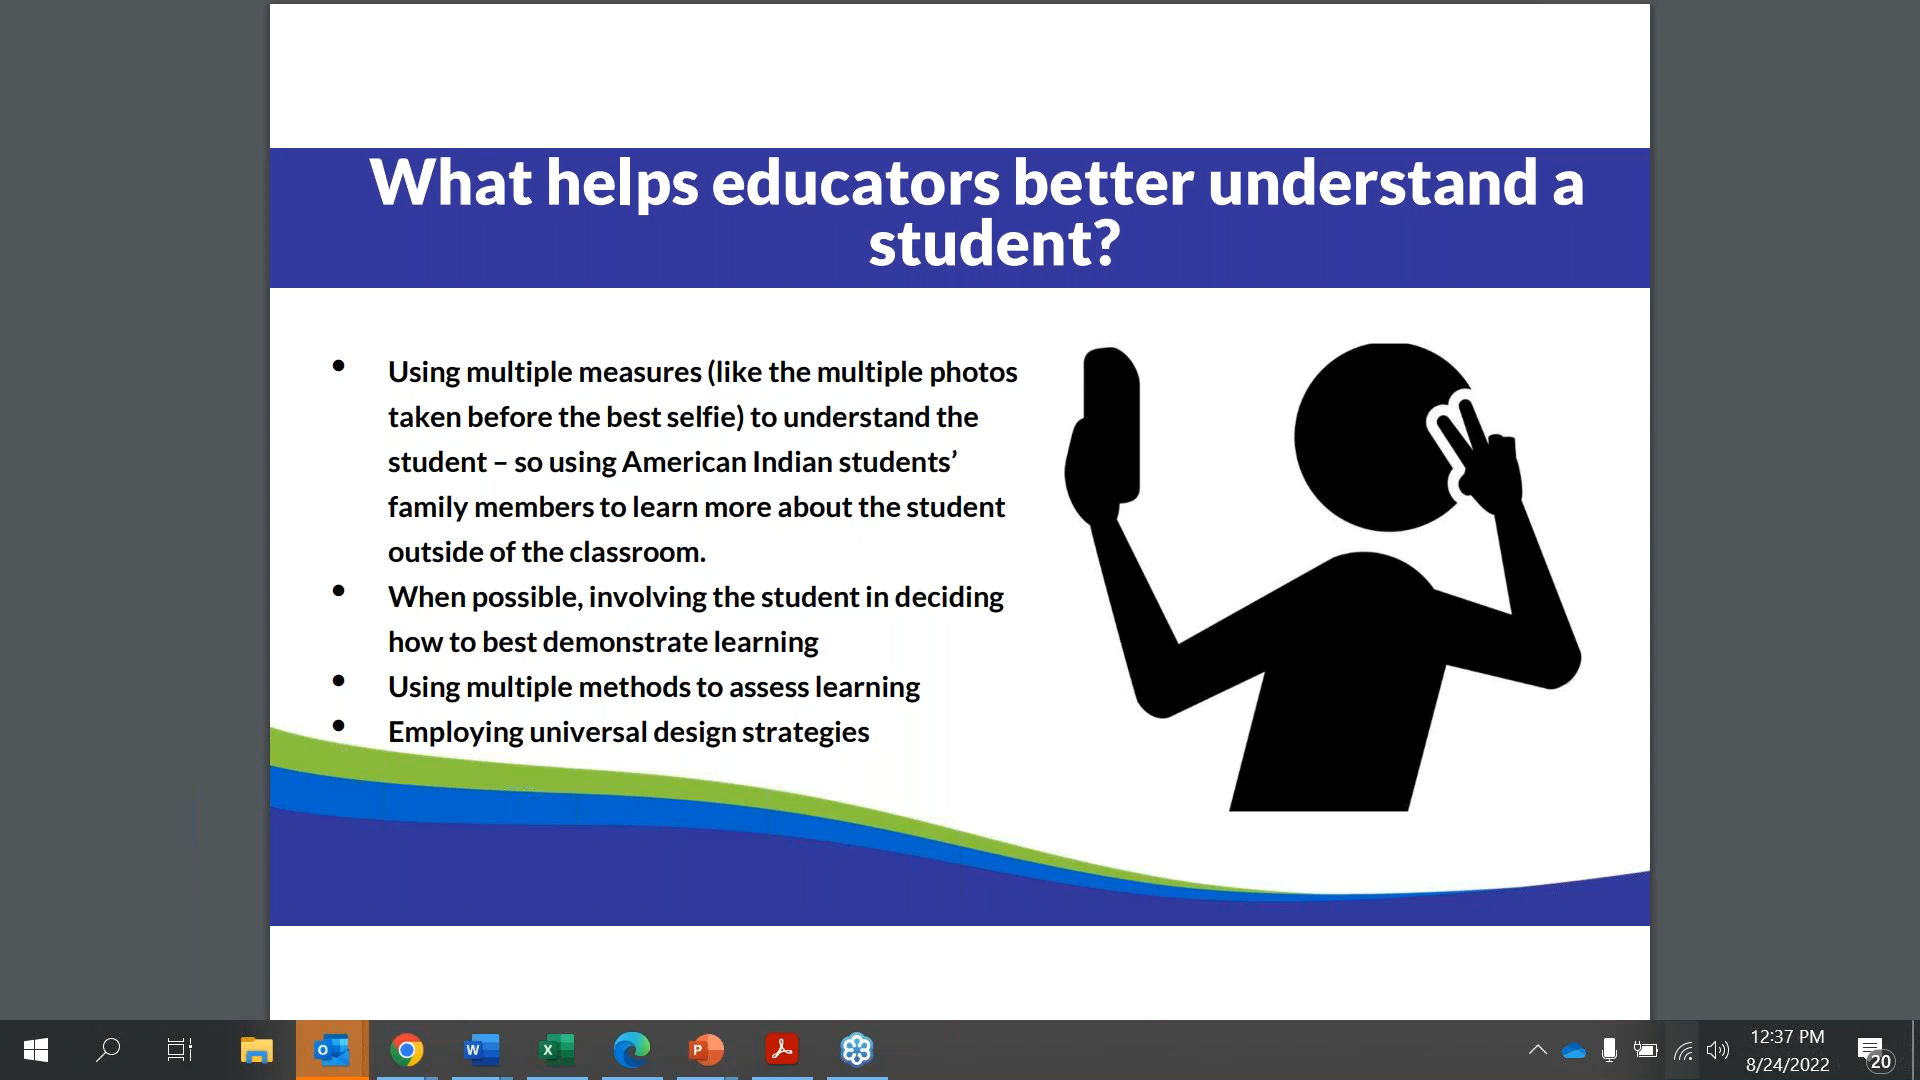 What helps educators better understand a
student?
• Using multiple measures (like the multiple photos
taken before the best selfie) to understand the
student – so using American Indian students’
family members to learn more about the student
outside of the classroom.
• When possible, involving the student in deciding
how to best demonstrate learning
• Using multiple methods to assess learning
• Employing universal design strategies
12:37 PM
8/24/2022
20